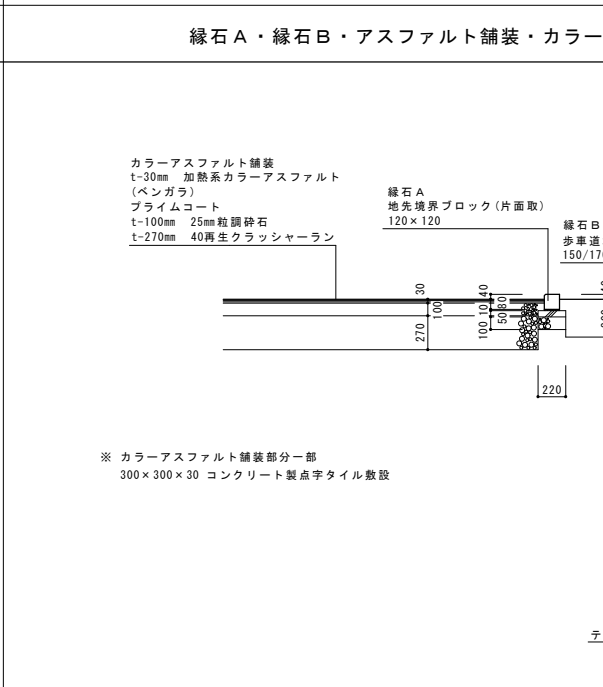 縁石Ａ・縁石Ｂ・アスファルト舗装・カラー
カラーアスファルト舗装
t-30mm 加熱系カラーアスファルト
(ベンガラ)
プライムコート
t-100mm 25mm粒調砕石
t-270mm 40再生クラッシャーラン
縁石Ａ
地先境界ブロック(片面取)
120×120
縁石Ｂ
歩車道
150/170
30
100
270
40
80
10
50
100
220
※ カラーアスファルト舗装部分一部
300×300×30 コンクリート製点字タイル敷設
テ